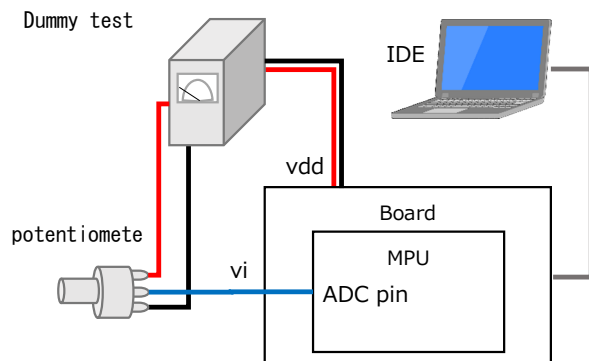 Dummy test
IDE
vdd
Board
potentiomete
MPU
vi
ADC pin